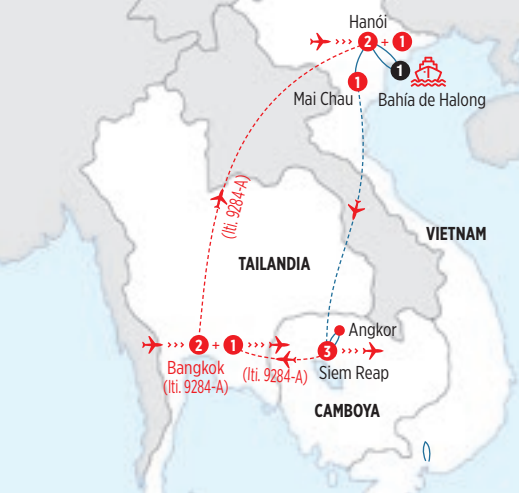 Hanói
2 + 1
1
1
Mai Chau
Bahía de Halong
(Iti. 9284-A)
VIETNAM
TAILANDIA
Angkor
2 + 1
3
Bangkok
(Iti. 9284-A)
(Iti. 9284-A)
Siem Reap
CAMBOYA